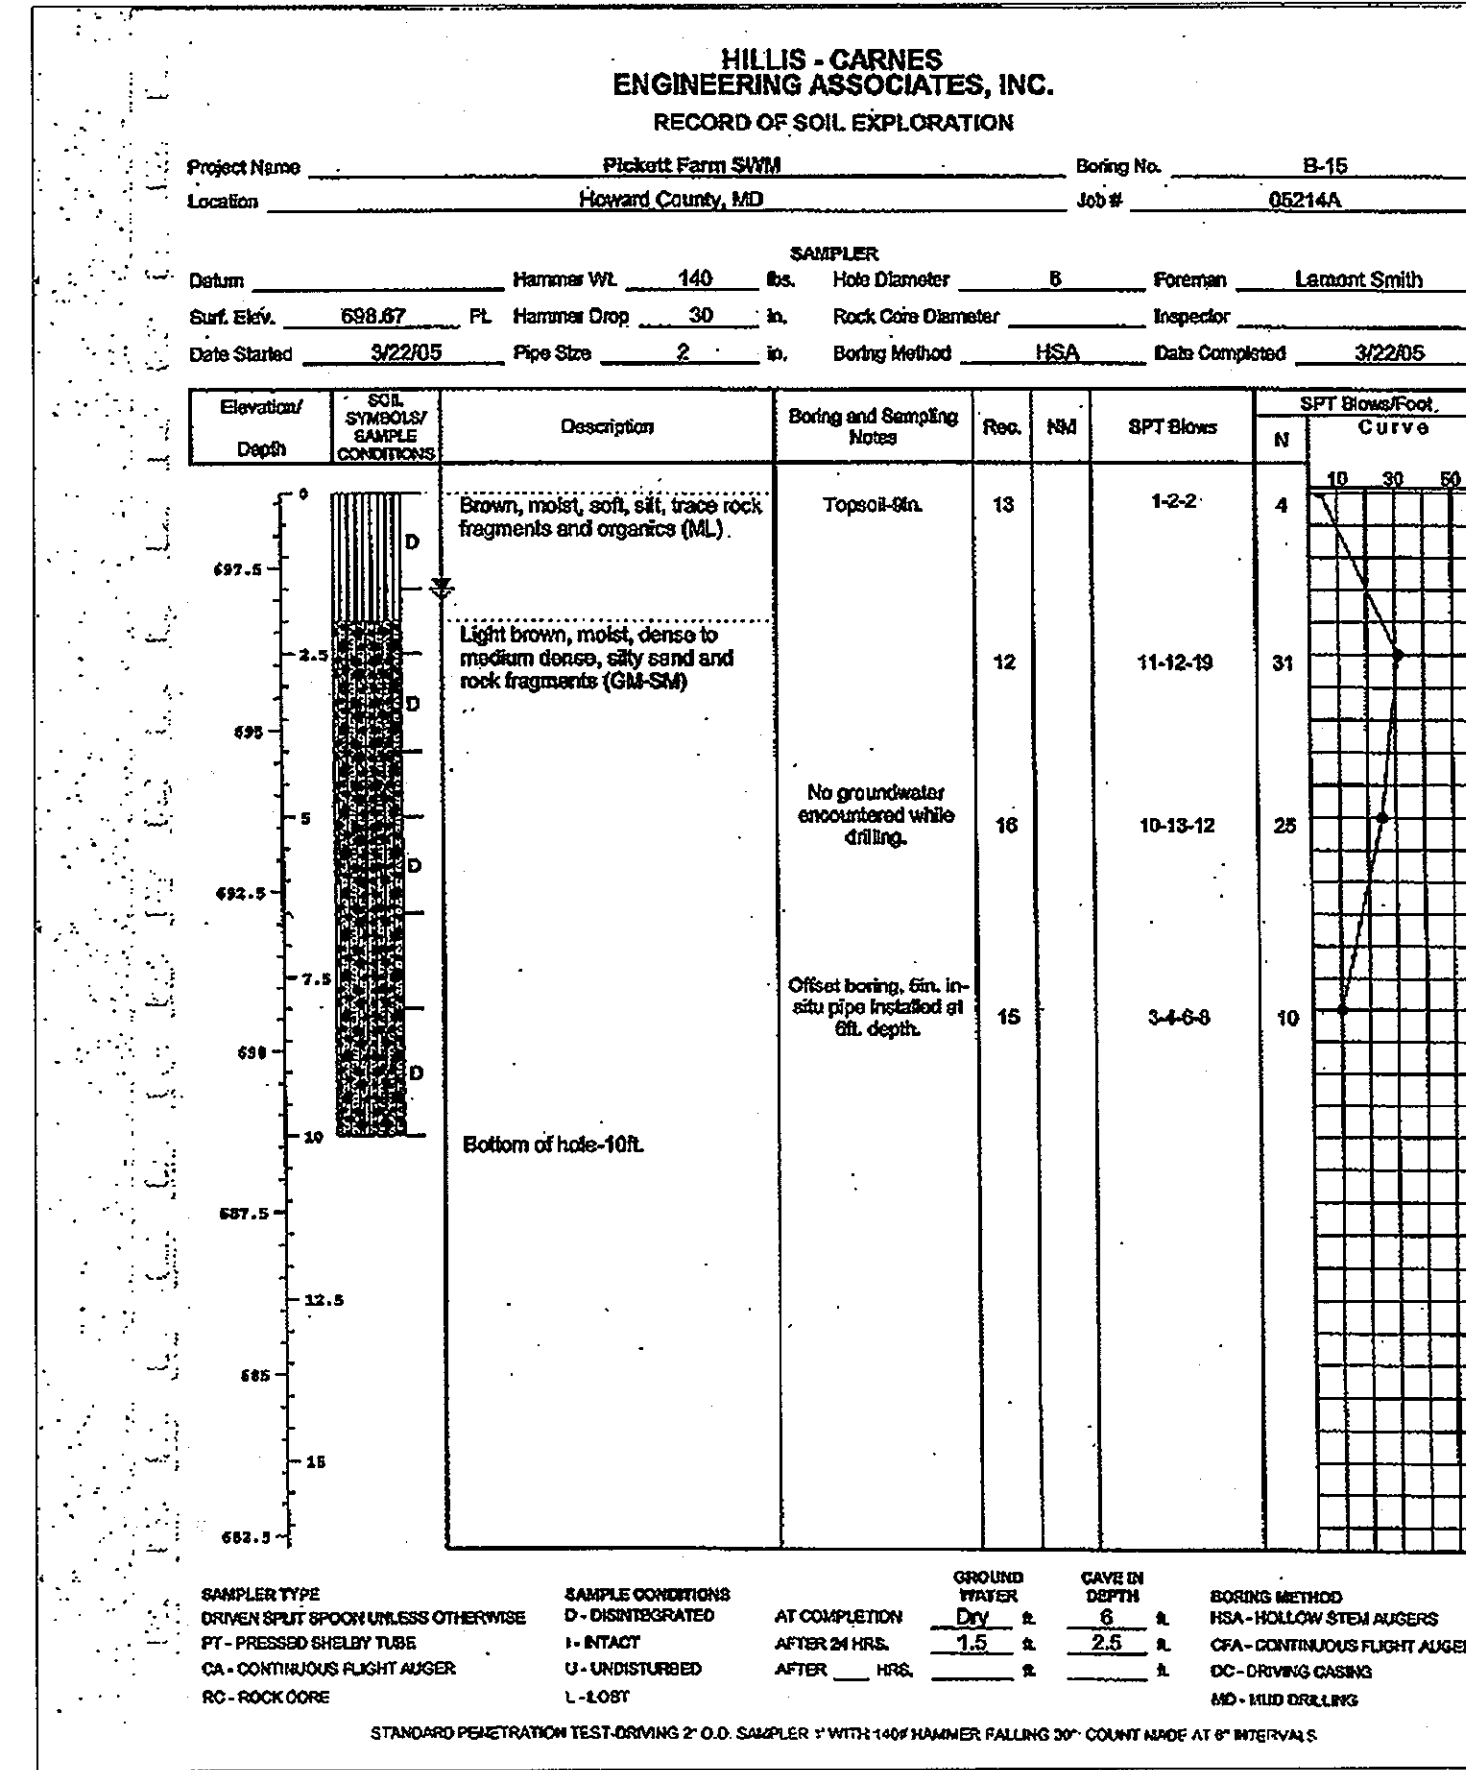 HILLIS - CARNES
ENGINEERING ASSOCIATES, INC.
RECORD OF SOIL EXPLORATION
Project Name Pickett Farm SWM Boring No. B-15
Location Howard County, MD Job # 05214A
SAMPLER
Datum Hammer Wt. 140 lbs. Hole Diameter 6 Foreman Lamont Smith
Surf. Elev. 698.67 Ft. Hammer Drop 30 in. Rock Core Diameter Inspector
Date Started 3/22/05 Pipe Size 2 in. Boring Method HSA Date Completed 3/22/05
Elevation/
Depth
SOIL
SYMBOLS/
SAMPLE
CONDITIONS
Description
Boring and Sampling
Notes
Rec.
NM
SPT Blows
SPT Blows/Foot
N
Curve
10 30 50
0
Brown, moist, soft, silt, trace rock
fragments and organics (ML)
Topsoil-9in. 13 1-2-2 4
D
697.5
Light brown, moist, dense to
medium dense, silty sand and
rock fragments (GM-SM)
2.5
12 11-12-19 31
D
695
No groundwater
encountered while
drilling.
5
16 10-13-12 25
D
692.5
7.5
Offset boring, 6in. in-
situ pipe installed at
6ft. depth.
15 3-4-6-8 10
690
D
10
Bottom of hole-10ft.
687.5
12.5
685
15
682.5
SAMPLER TYPE
DRIVEN SPLIT SPOON UNLESS OTHERWISE
PT - PRESSED SHELBY TUBE
CA - CONTINUOUS FLIGHT AUGER
RC - ROCK CORE
SAMPLE CONDITIONS
D - DISINTEGRATED
I - INTACT
U - UNDISTURBED
L - LOST
GROUND
WATER
CAVE IN
DEPTH
AT COMPLETION Dry ft. 6 ft.
AFTER 24 HRS. 1.5 ft. 2.5 ft.
AFTER ___ HRS. ft. ft.
BORING METHOD
HSA - HOLLOW STEM AUGERS
CFA - CONTINUOUS FLIGHT AUGER
DC - DRIVING CASING
MD - MUD DRILLING
STANDARD PENETRATION TEST-DRIVING 2" O.D. SAMPLER 1' WITH 140# HAMMER FALLING 30": COUNT MADE AT 6" INTERVALS